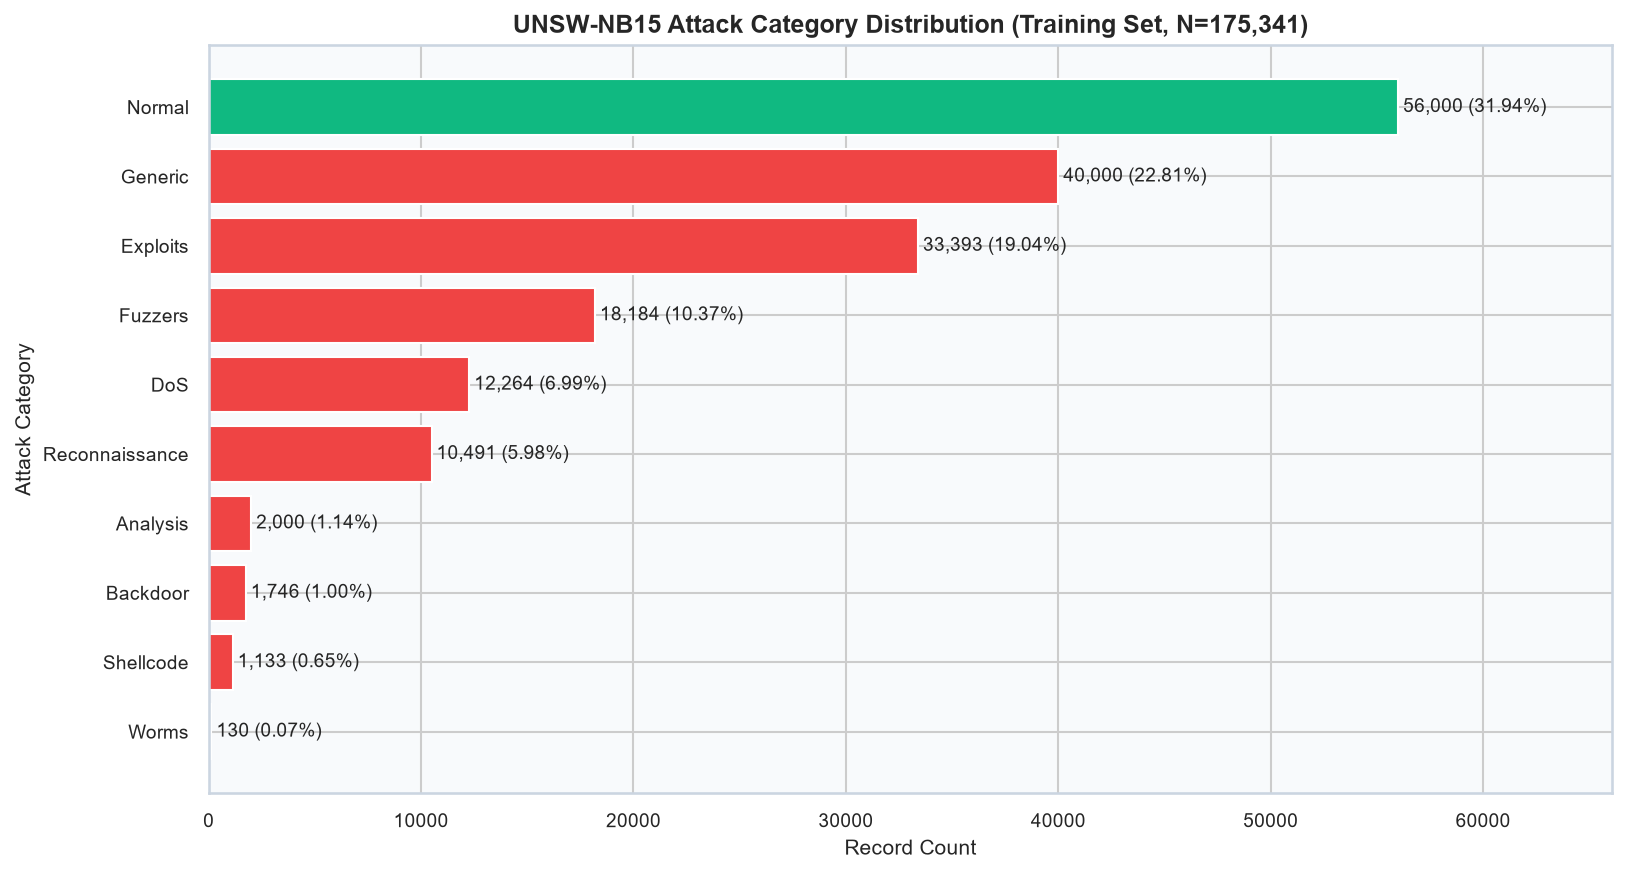 UNSW-NB15 Attack Category Distribution (Training Set, N=175,341)
Attack Category
Normal 56,000 (31.94%)
Generic 40,000 (22.81%)
Exploits 33,393 (19.04%)
Fuzzers 18,184 (10.37%)
DoS 12,264 (6.99%)
Reconnaissance 10,491 (5.98%)
Analysis 2,000 (1.14%)
Backdoor 1,746 (1.00%)
Shellcode 1,133 (0.65%)
Worms 130 (0.07%)
0 10000 20000 30000 40000 50000 60000
Record Count